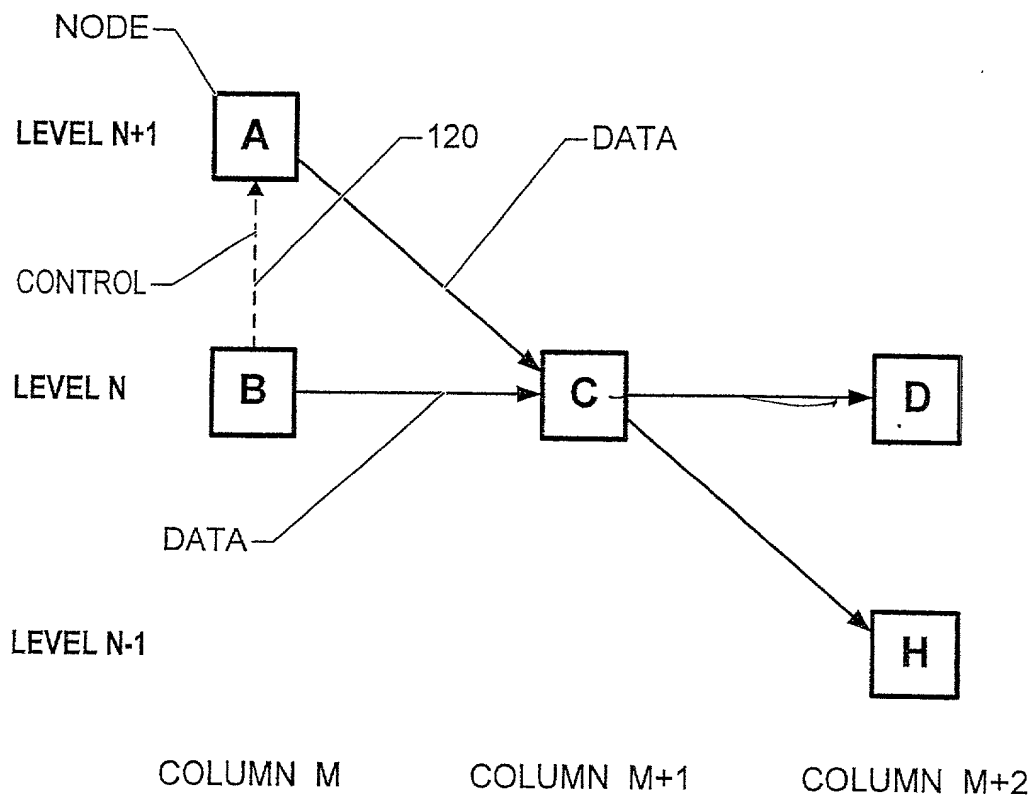 NODE
LEVEL N+1
A
120
DATA
CONTROL
LEVEL N
B
C
D
DATA
LEVEL N-1
H
COLUMN M
COLUMN M+1
COLUMN M+2